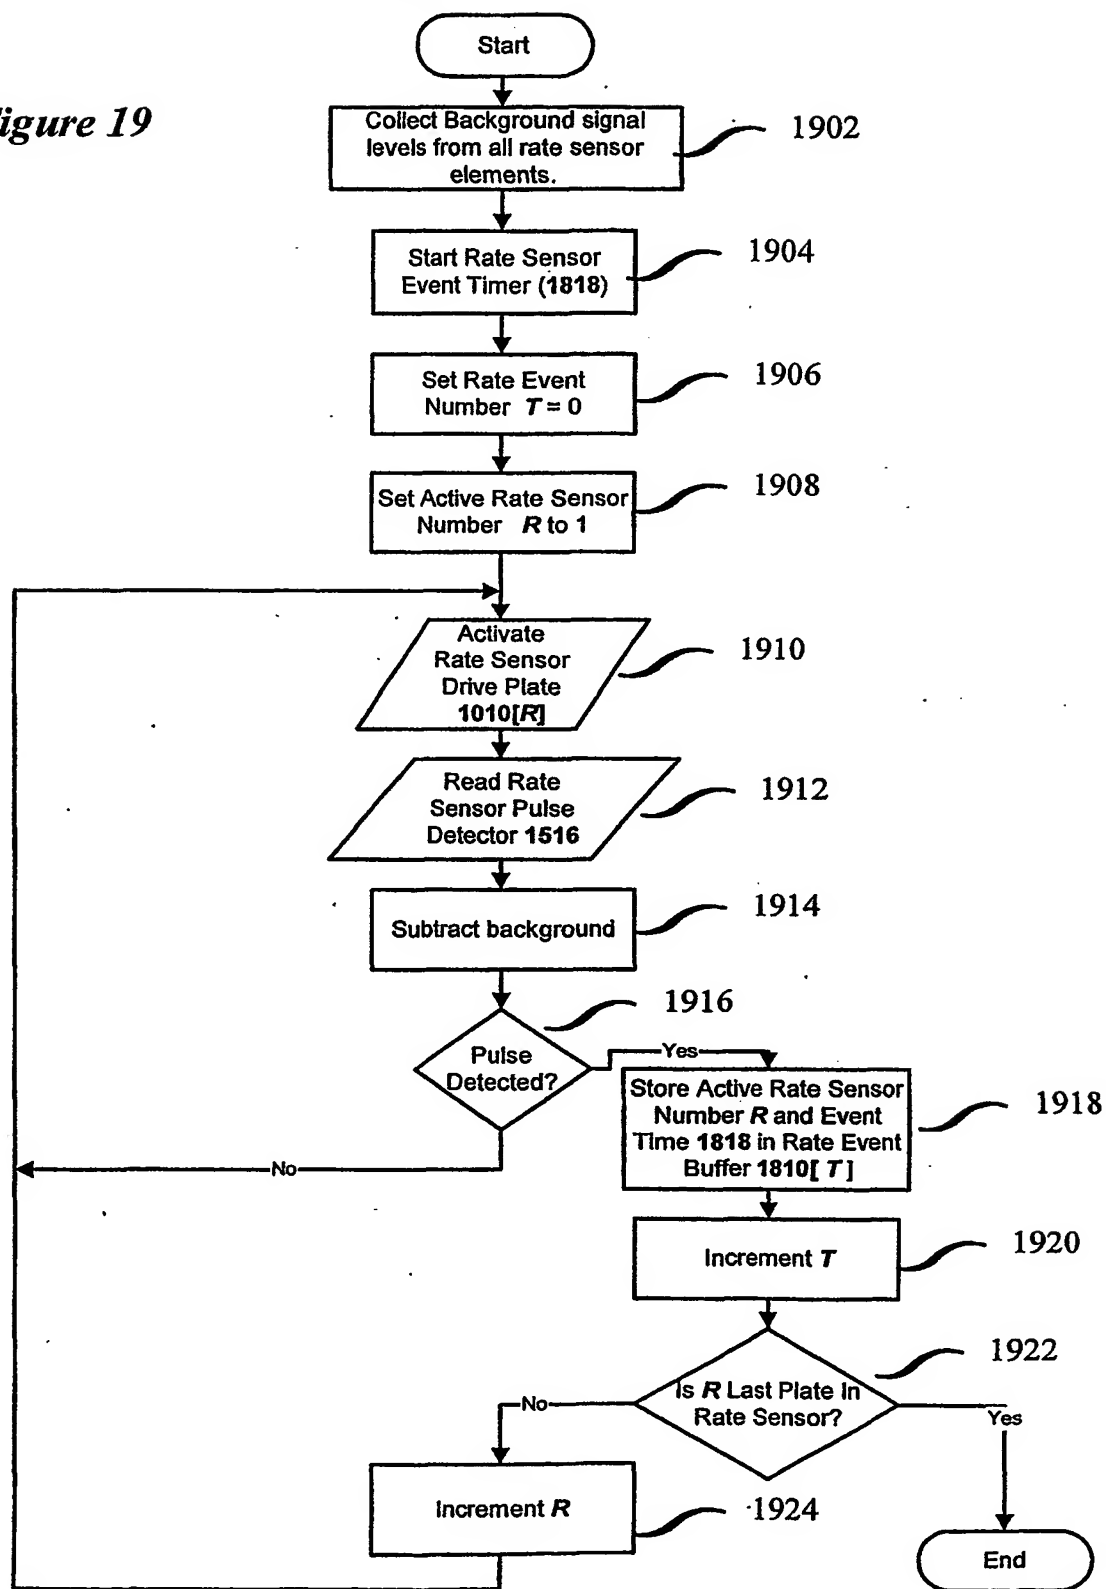 Start
igure 19
Collect Background signal
levels from all rate sensor
elements.
1902
Start Rate Sensor
Event Timer (1818)
1904
Set Rate Event
Number T = 0
1906
Set Active Rate Sensor
Number R to 1
1908
Activate
Rate Sensor
Drive Plate
1010[R]
1910
Read Rate
Sensor Pulse
Detector 1516
1912
Subtract background
1914
Pulse
Detected?
1916
Yes
No
Store Active Rate Sensor
Number R and Event
Time 1818 in Rate Event
Buffer 1810[ T ]
1918
Increment T
1920
Is R Last Plate In
Rate Sensor?
1922
No
Yes
Increment R
1924
End